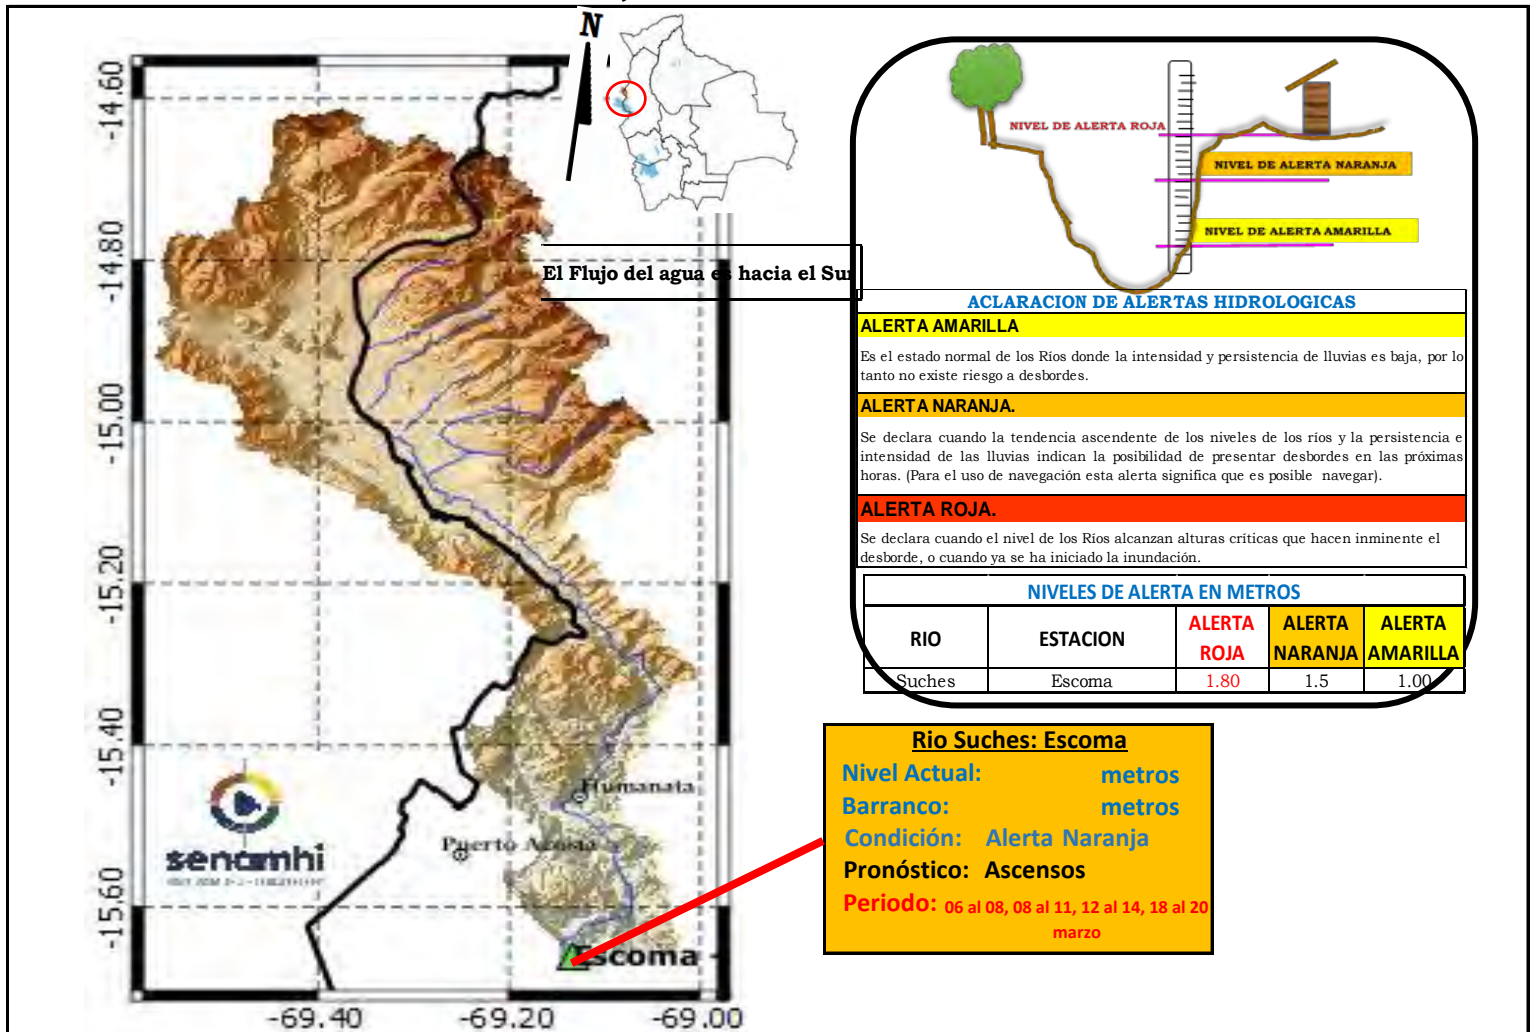 N
-14.60
-14.80
-15.00
-15.20
-15.40
-15.60
-69.40
-69.20
-69.00
El Flujo del agua es hacia el Sur
Humanata
Puerto Acosta
Escoma
senamhi
NIVEL DE ALERTA ROJA
NIVEL DE ALERTA NARANJA
NIVEL DE ALERTA AMARILLA
ACLARACION DE ALERTAS HIDROLOGICAS
ALERTA AMARILLA
Es el estado normal de los Ríos donde la intensidad y persistencia de lluvias es baja, por lo
tanto no existe riesgo a desbordes.
ALERTA NARANJA.
Se declara cuando la tendencia ascendente de los niveles de los ríos y la persistencia e
intensidad de las lluvias indican la posibilidad de presentar desbordes en las próximas
horas. (Para el uso de navegación esta alerta significa que es posible navegar).
ALERTA ROJA.
Se declara cuando el nivel de los Ríos alcanzan alturas críticas que hacen inminente el
desborde, o cuando ya se ha iniciado la inundación.
NIVELES DE ALERTA EN METROS
RIO ESTACION ALERTA ROJA ALERTA NARANJA ALERTA AMARILLA
Suches Escoma 1.80 1.5 1.00
Rio Suches: Escoma
Nivel Actual: metros
Barranco: metros
Condición: Alerta Naranja
Pronóstico: Ascensos
Periodo: 06 al 08, 08 al 11, 12 al 14, 18 al 20
marzo